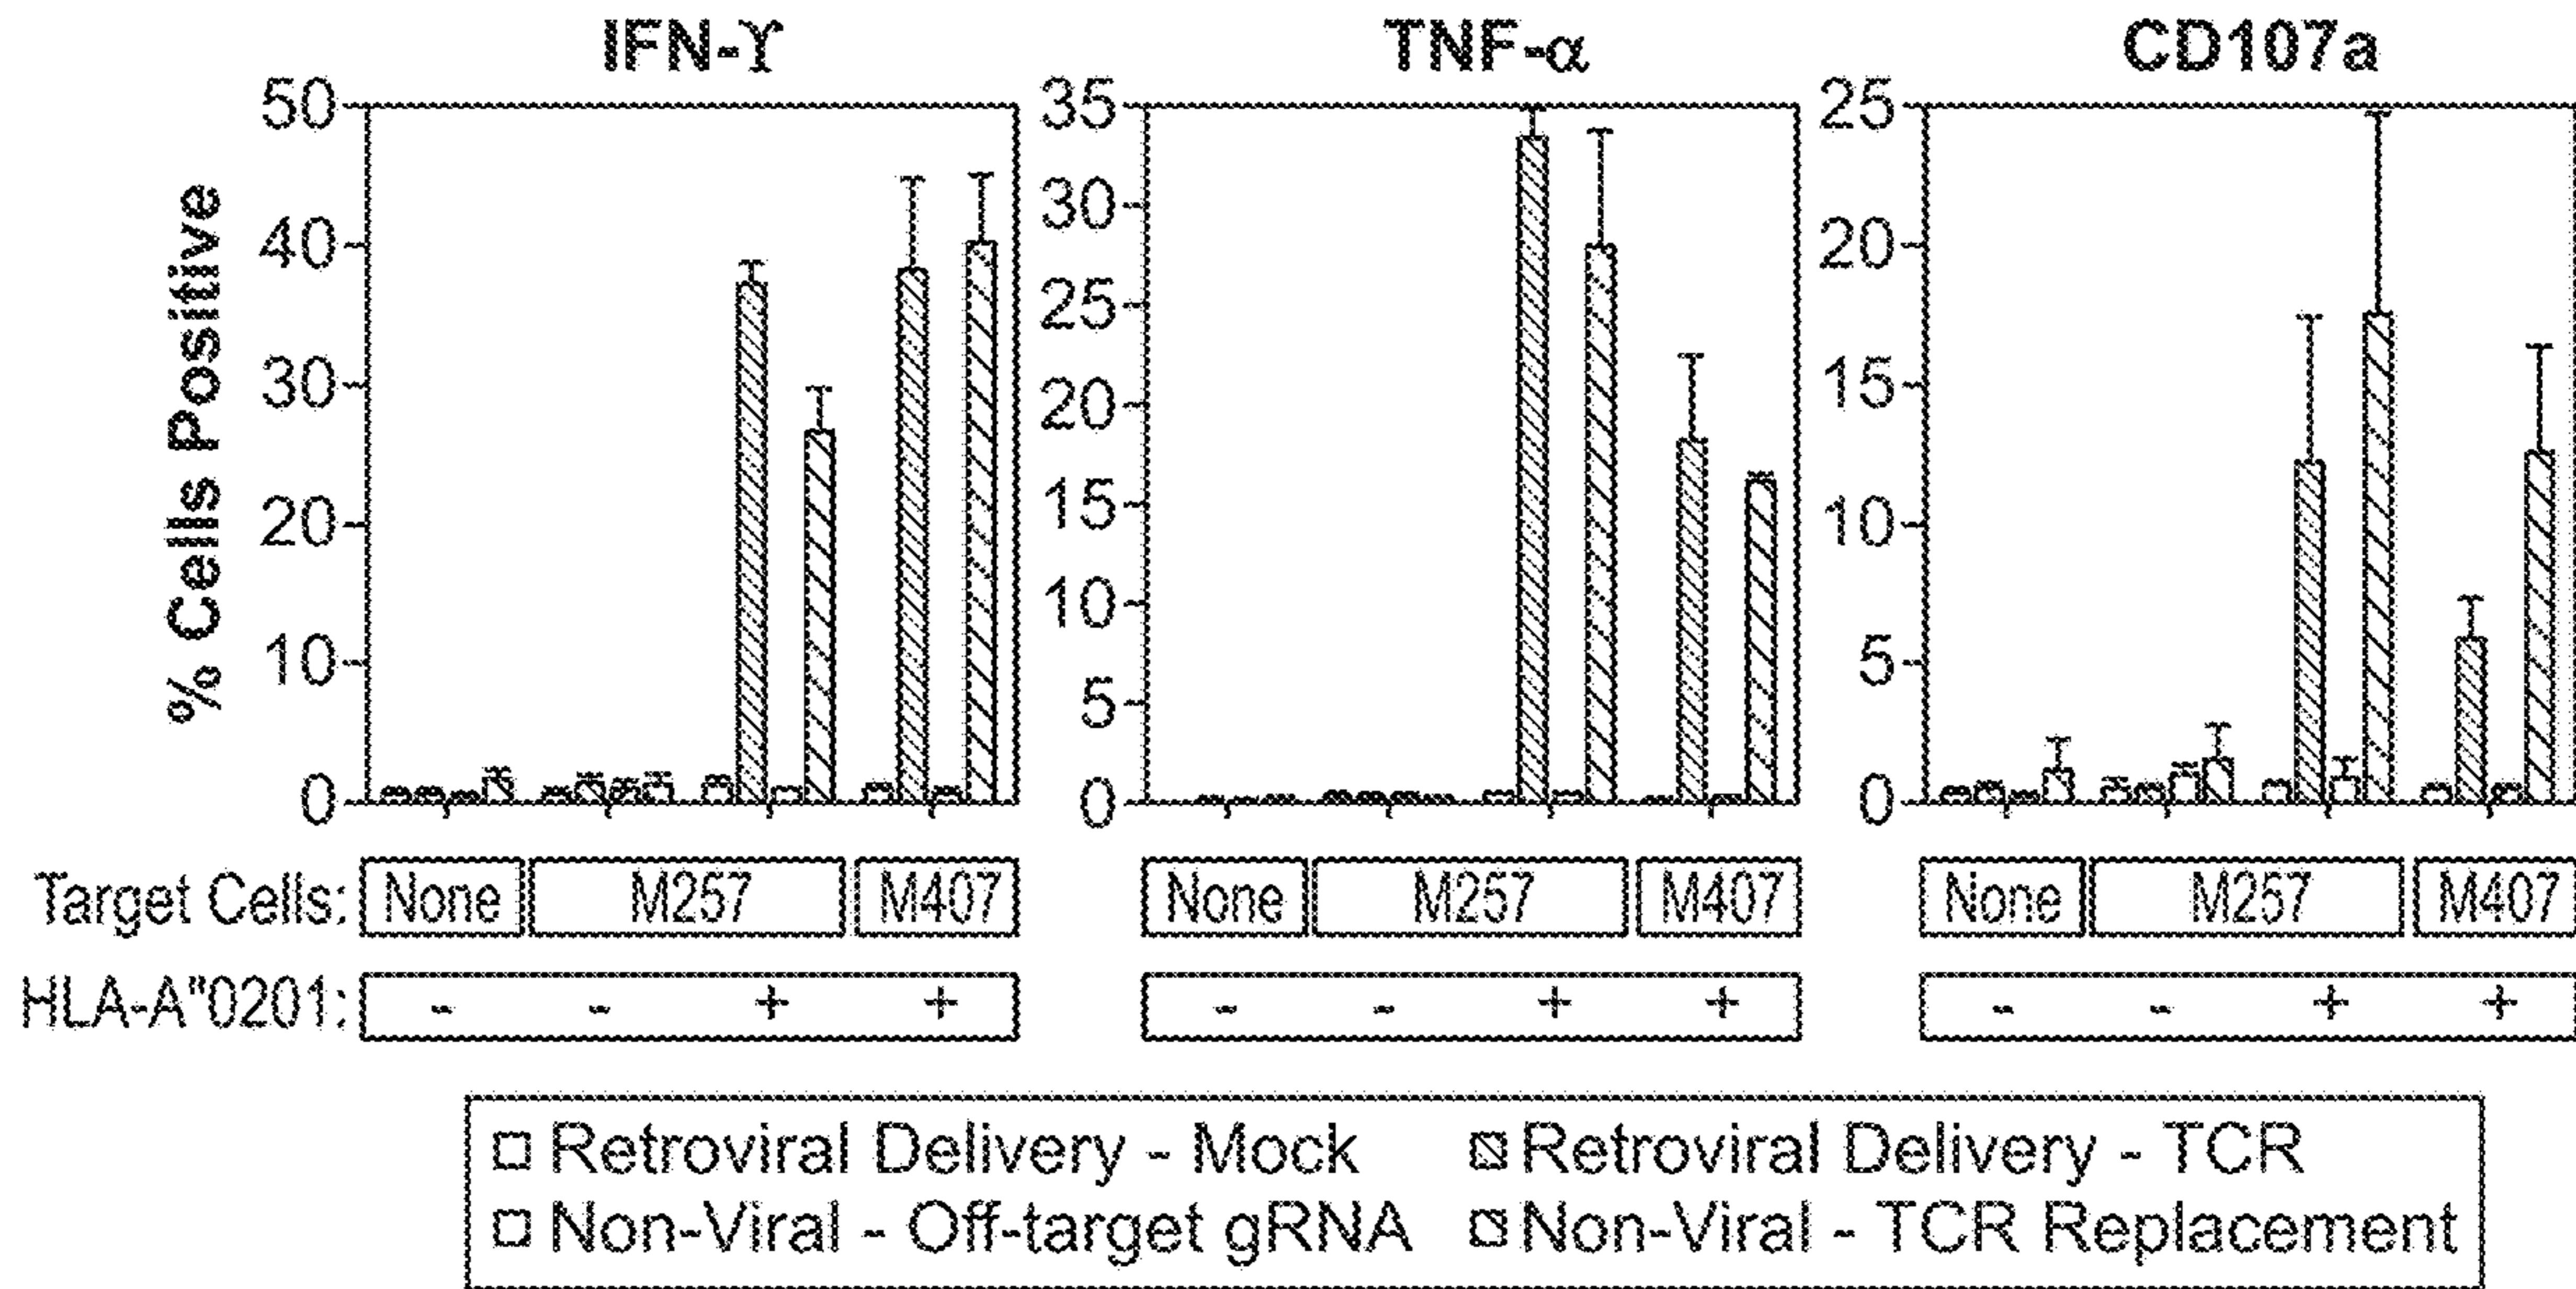 IFN-ϒ TNF-α CD107a
50 35 25
30
40 20
25
30 20 15
% Cells Positive
20 15 10
10
10 5
5
0 0 0
Target Cells: None M257 M407 None M257 M407 None M257 M407
HLA-A"0201: - - + + - - + + - - + +
Retroviral Delivery - Mock Retroviral Delivery - TCR
Non-Viral - Off-target gRNA Non-Viral - TCR Replacement